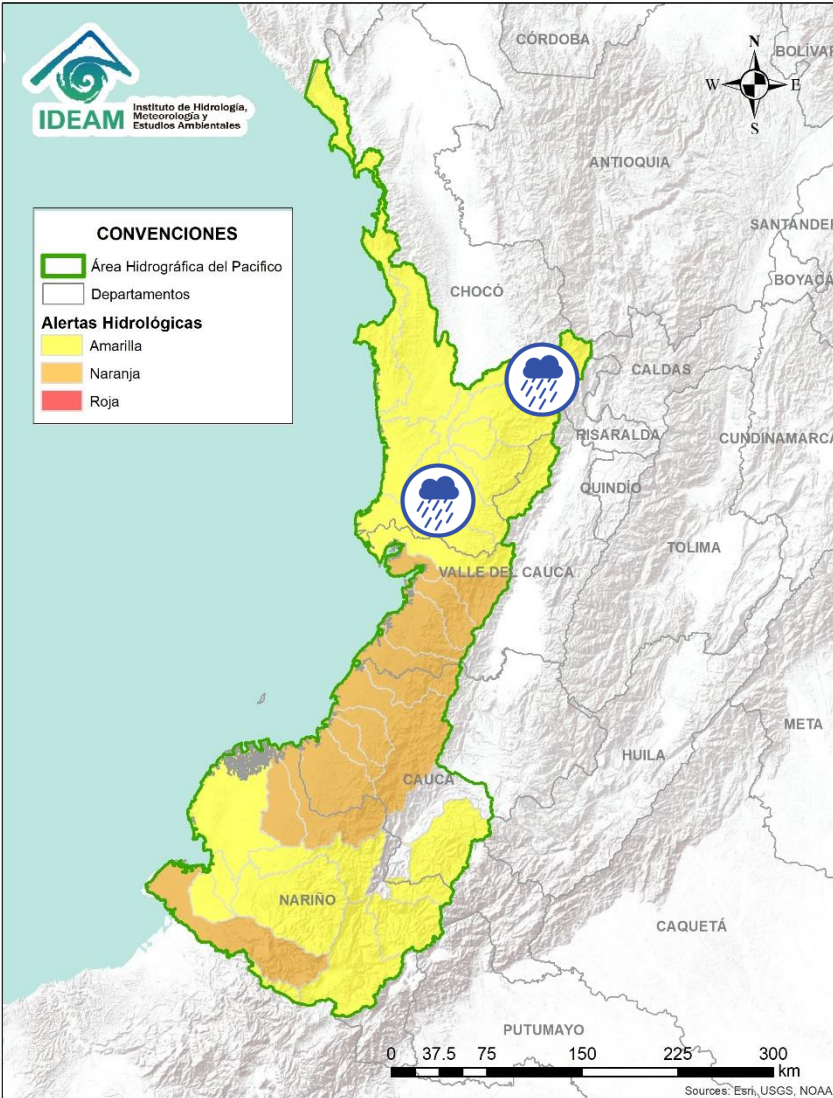 IDEAM
Instituto de Hidrología,
Meteorología y
Estudios Ambientales
CÓRDOBA
BOLÍVAR
N
W
E
S
ANTIOQUIA
SANTANDER
BOYACÁ
CONVENCIONES
Área Hidrográfica del Pacifico
Departamentos
Alertas Hidrológicas
Amarilla
Naranja
Roja
CHOCÓ
CALDAS
RISARALDA
CUNDINAMARCA
QUINDÍO
TOLIMA
VALLE DEL CAUCA
META
HUILA
CAUCA
NARIÑO
CAQUETÁ
PUTUMAYO
0 37.5 75 150 225 300
km
Sources: Esri, USGS, NOAA